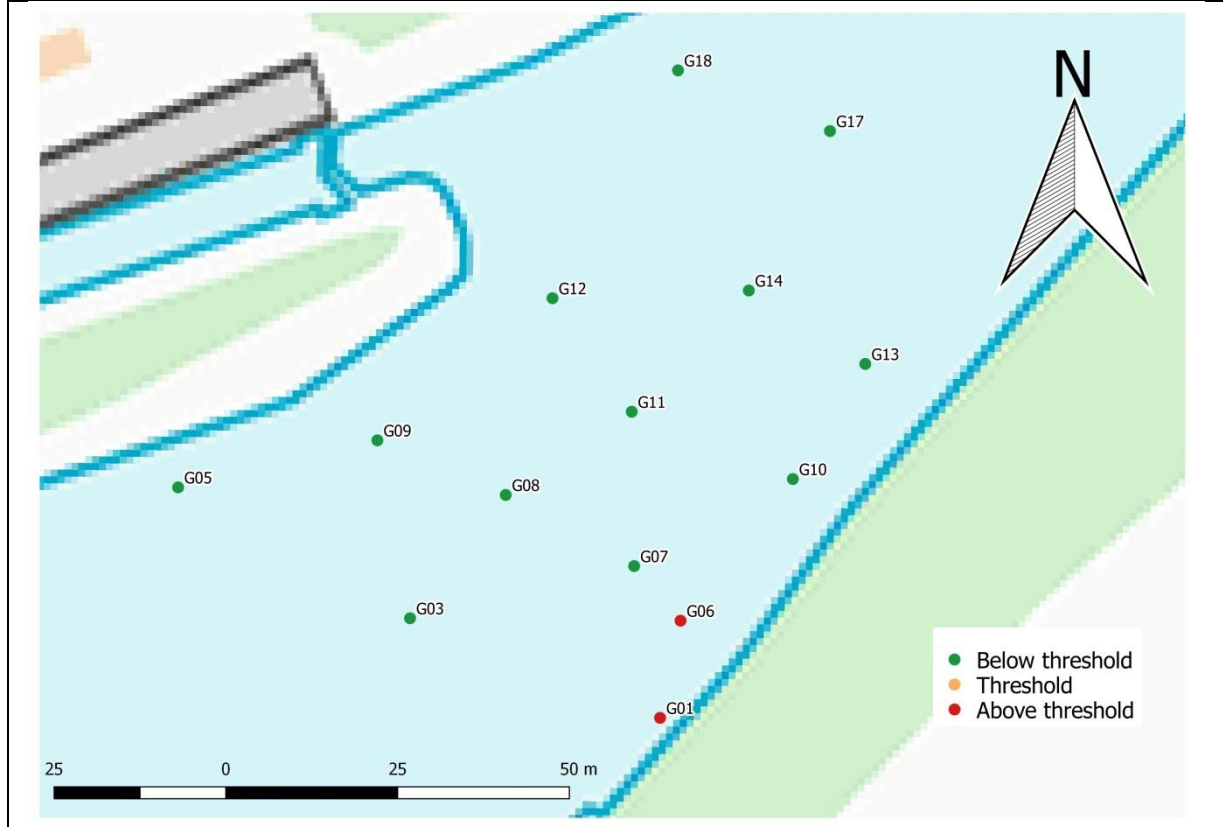 G18
N
G17
G12
G14
G13
G11
G09
G05
G08
G10
G07
G03
G06
Below threshold
Threshold
G01
Above threshold
25 0 25 50 m